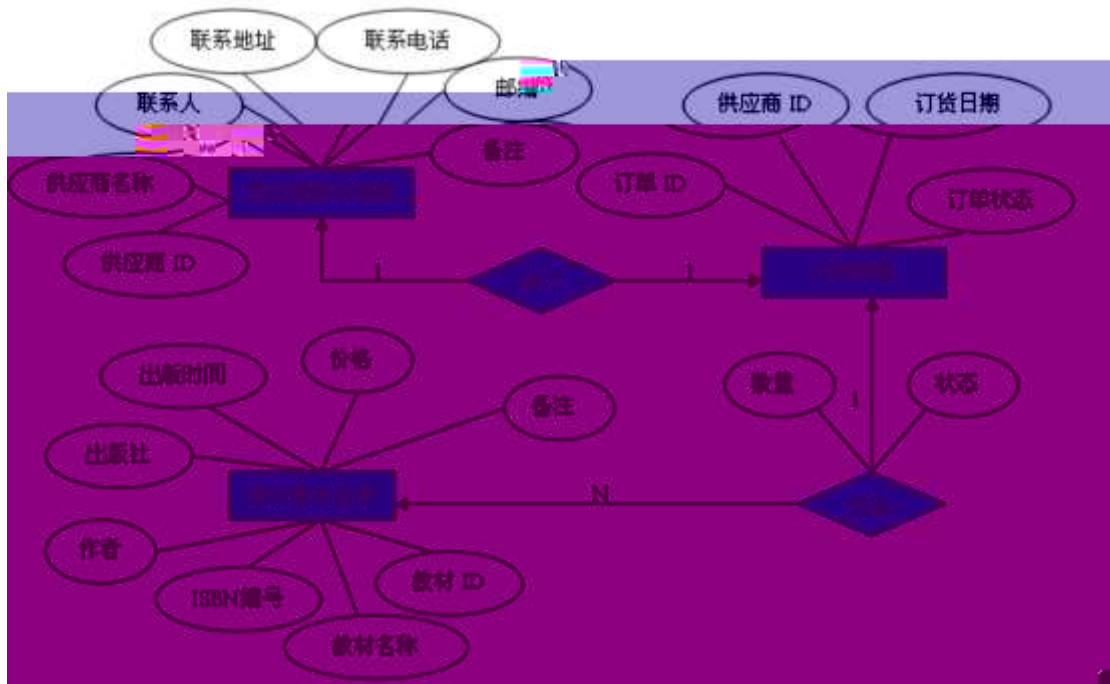 联系地址
联系电话
联系人
邮编
供应商 ID
订货日期
供应商名称
备注
订单 ID
订单状态
供应商 ID
1
1
出版时间
价格
备注
数量
状态
1
出版社
N
作者
ISBN编号
教材 ID
教材名称